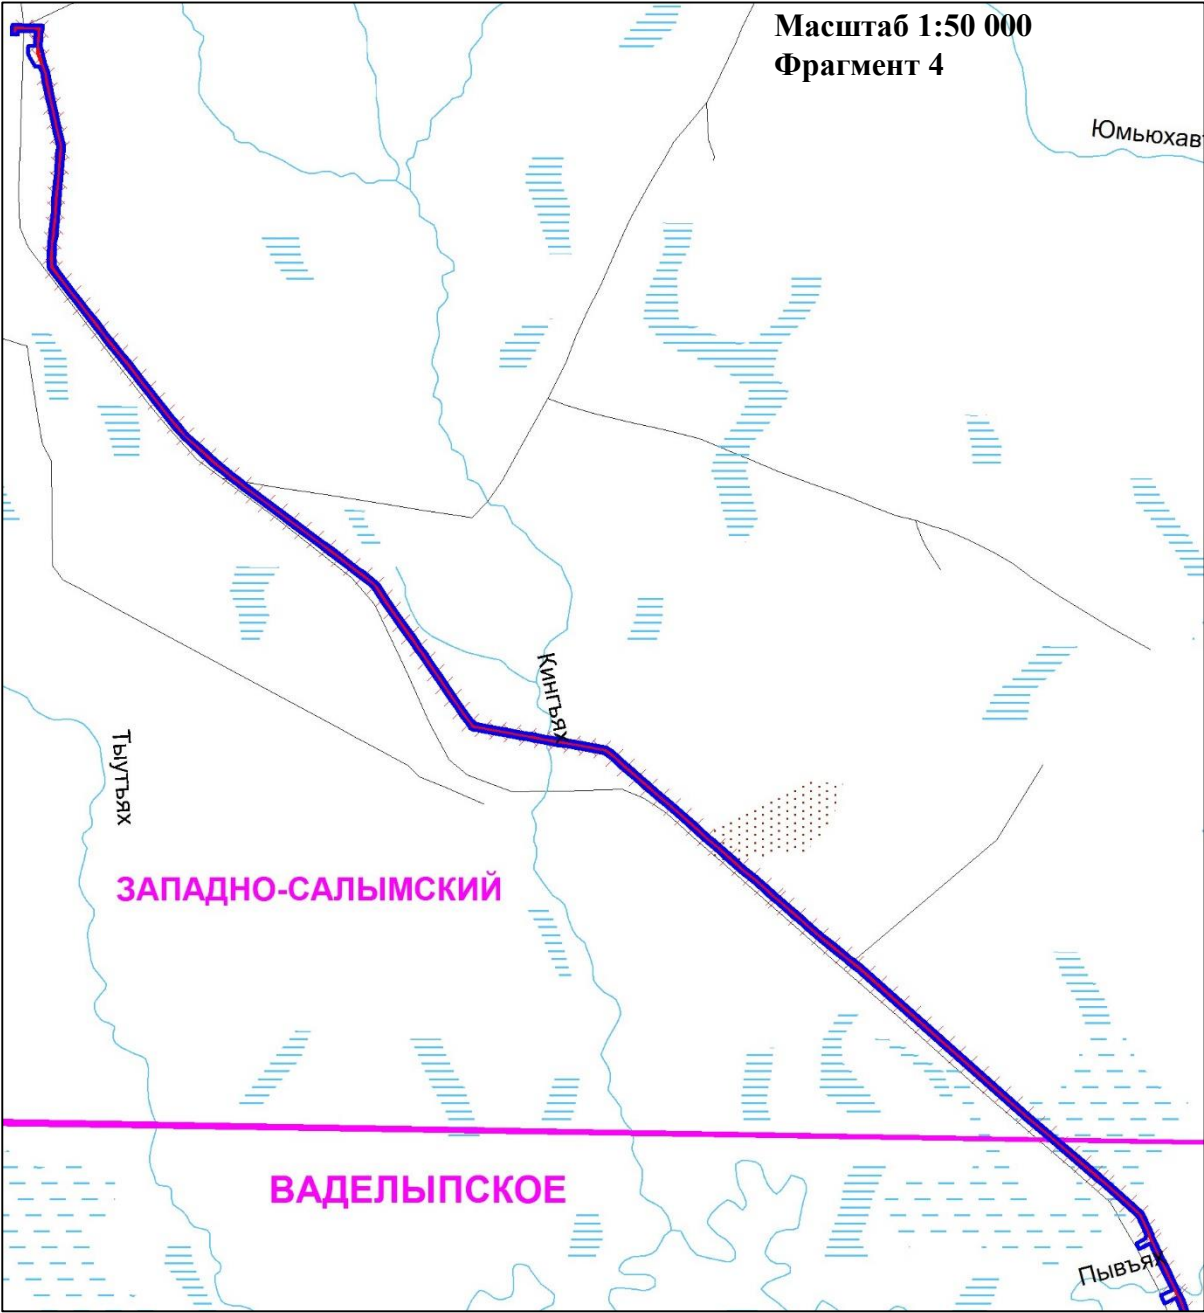 Масштаб 1:50 000
Фрагмент 4
Юмьюхав
Кингъях
Тыутъях
ЗАПАДНО-САЛЫМСКИЙ
ВАДЕЛЫПСКОЕ
Пывъях